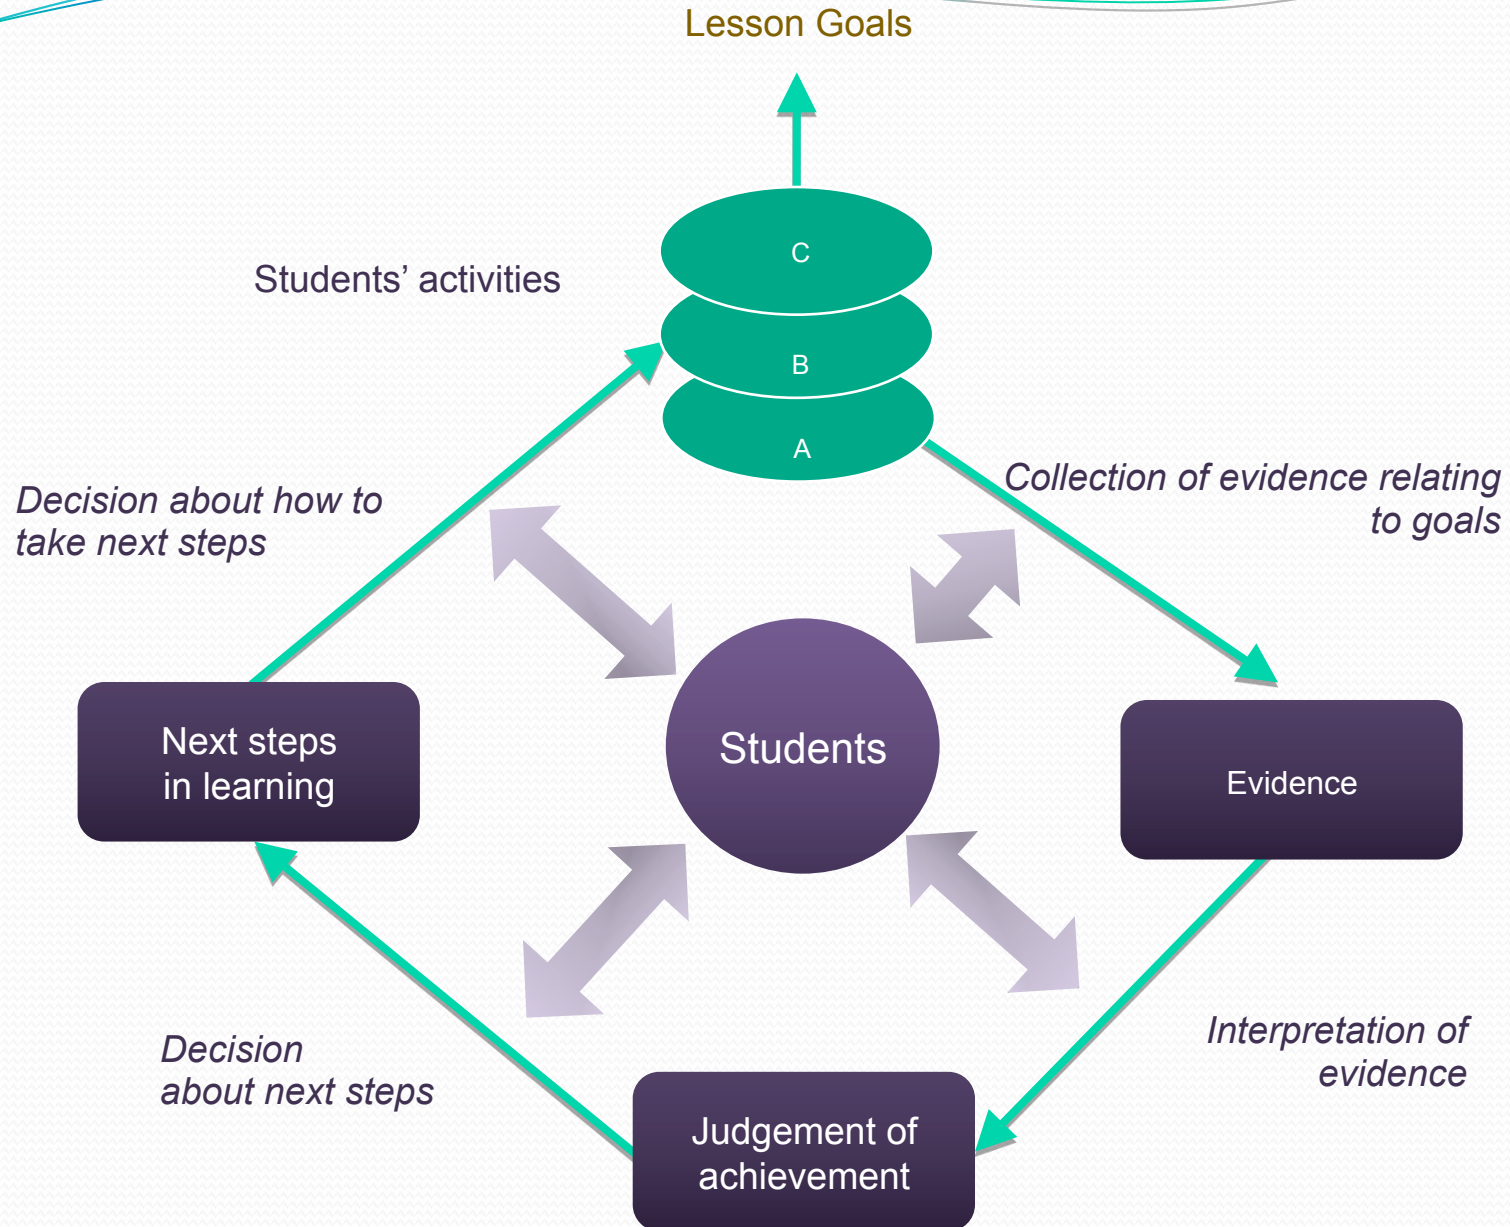 Lesson Goals
C
Students’ activities
B
A
Collection of evidence relating
to goals
Decision about how to
take next steps
Next steps
in learning
Students
Evidence
Interpretation of
evidence
Decision
about next steps
Judgement of
achievement